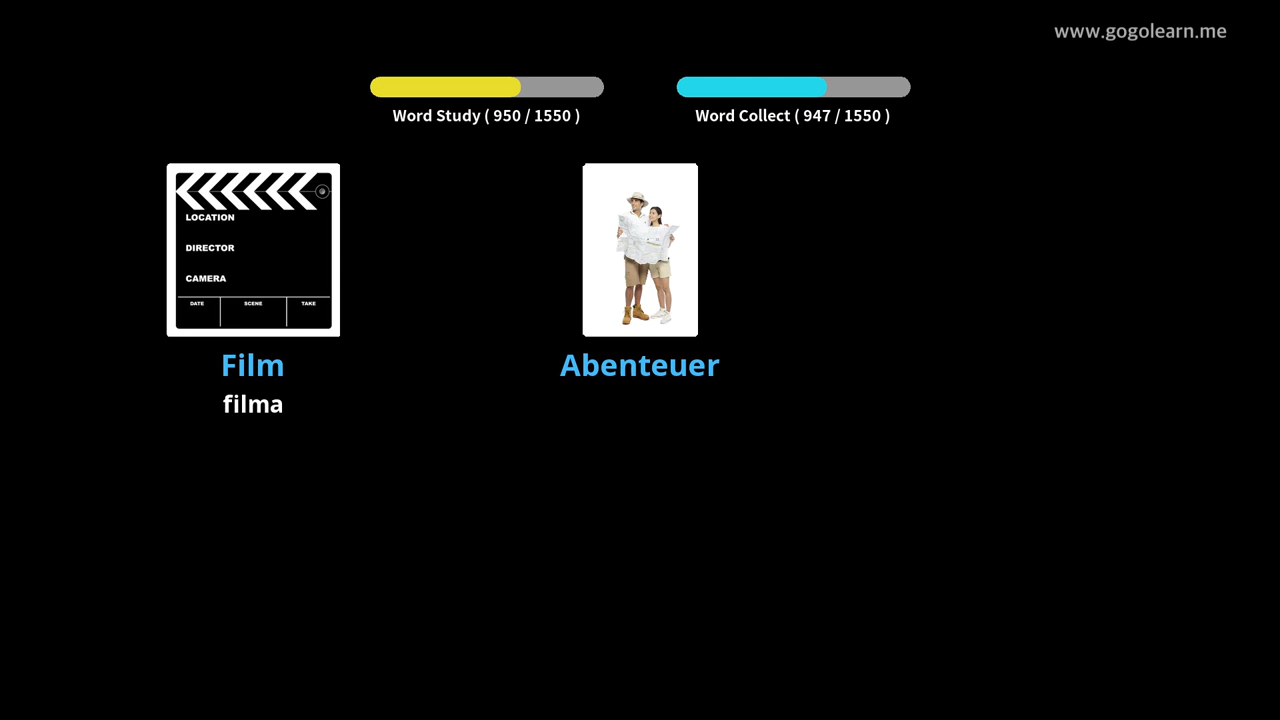 www.gogolearn.me
Word Study ( 950 / 1550 )
Word Collect ( 947 / 1550 )
LOCATION
DIRECTOR
CAMERA
DATE SCENE TAKE
Film
filma
Abenteuer